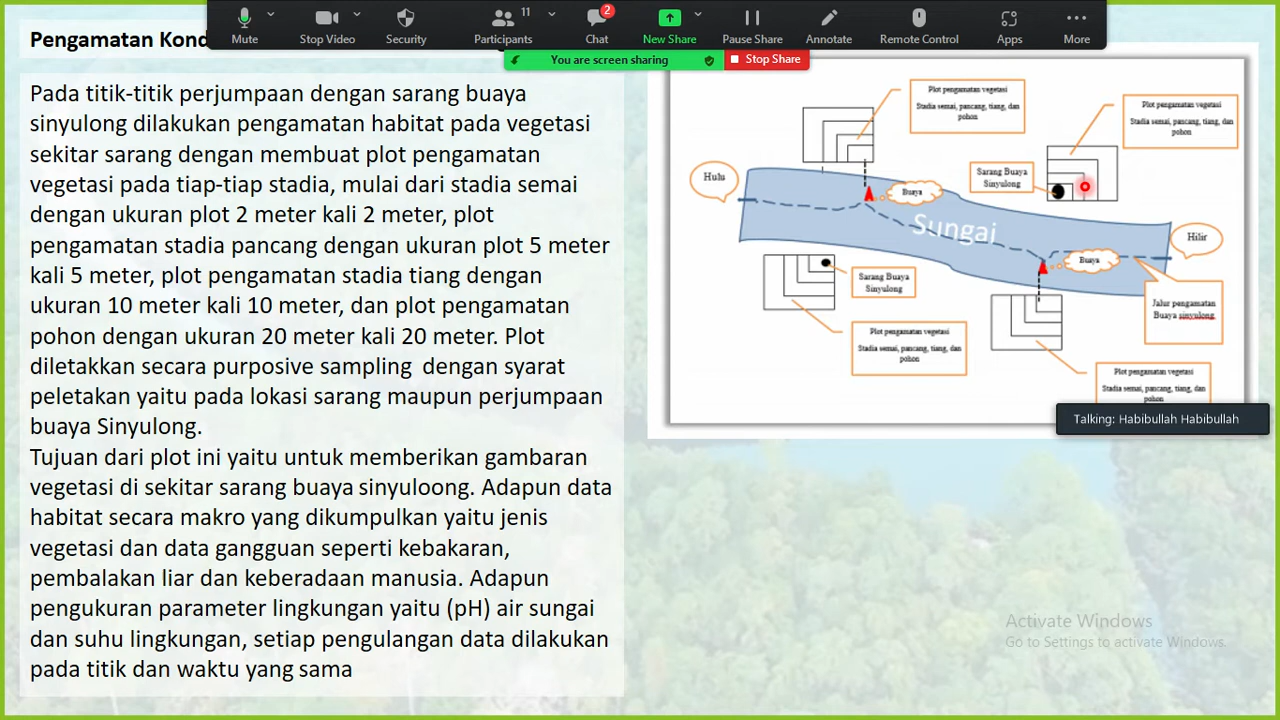 Pengamatan Kond
Mute
Stop Video
Security
Participants
11
Chat
2
New Share
Pause Share
Annotate
Remote Control
Apps
More
You are screen sharing
Stop Share
Pada titik-titik perjumpaan dengan sarang buaya
sinyulong dilakukan pengamatan habitat pada vegetasi
sekitar sarang dengan membuat plot pengamatan
vegetasi pada tiap-tiap stadia, mulai dari stadia semai
dengan ukuran plot 2 meter kali 2 meter, plot
pengamatan stadia pancang dengan ukuran plot 5 meter
kali 5 meter, plot pengamatan stadia tiang dengan
ukuran 10 meter kali 10 meter, dan plot pengamatan
pohon dengan ukuran 20 meter kali 20 meter. Plot
diletakkan secara purposive sampling  dengan syarat
peletakan yaitu pada lokasi sarang maupun perjumpaan
buaya Sinyulong.
Tujuan dari plot ini yaitu untuk memberikan gambaran
vegetasi di sekitar sarang buaya sinyuloong. Adapun data
habitat secara makro yang dikumpulkan yaitu jenis
vegetasi dan data gangguan seperti kebakaran,
pembalakan liar dan keberadaan manusia. Adapun
pengukuran parameter lingkungan yaitu (pH) air sungai
dan suhu lingkungan, setiap pengulangan data dilakukan
pada titik dan waktu yang sama
Plot pengamatan vegetasi
Stadia semai, pancang, tiang, dan
pohon
Plot pengamatan vegetasi
Stadia semai, pancang, tiang, dan
pohon
Hulu
Sarang Buaya
Sinyulong
Buaya
Sungai
Hilir
Buaya
Sarang Buaya
Sinyulong
Jalur pengamatan
Buaya sinyulong
Plot pengamatan vegetasi
Stadia semai, pancang, tiang, dan
pohon
Plot pengamatan vegetasi
Stadia semai, pancang, tiang, dan
pohon
Talking: Habibullah Habibullah
Activate Windows
Go to Settings to activate Windows.